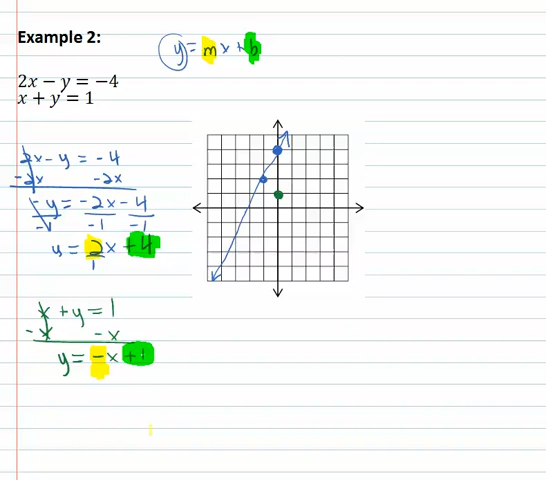 Example 2:
y = mx + b
2x − y = −4
x + y = 1
2x - y = -4
-2x -2x
-y = -2x - 4
-1 -1 -1
y = 2x + 4
1
x + y = 1
-x -x
y = -x + 1